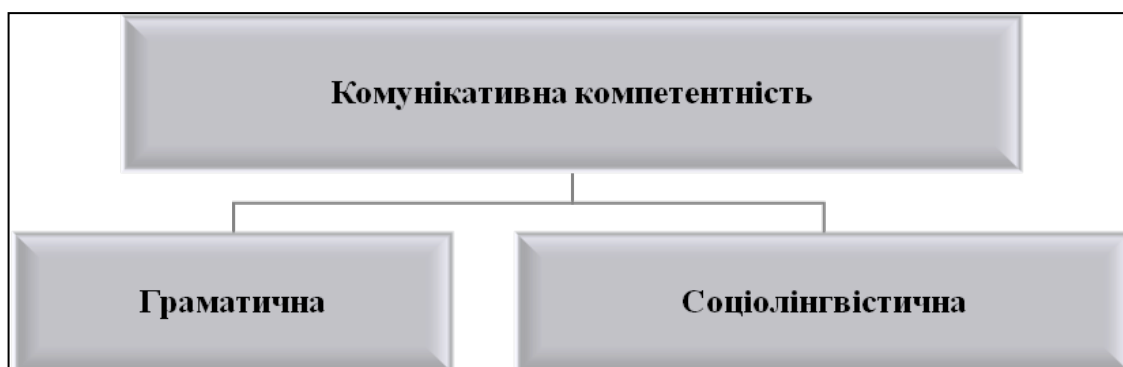 Комунікативна компетентність
Граматична
Соціолінгвістична